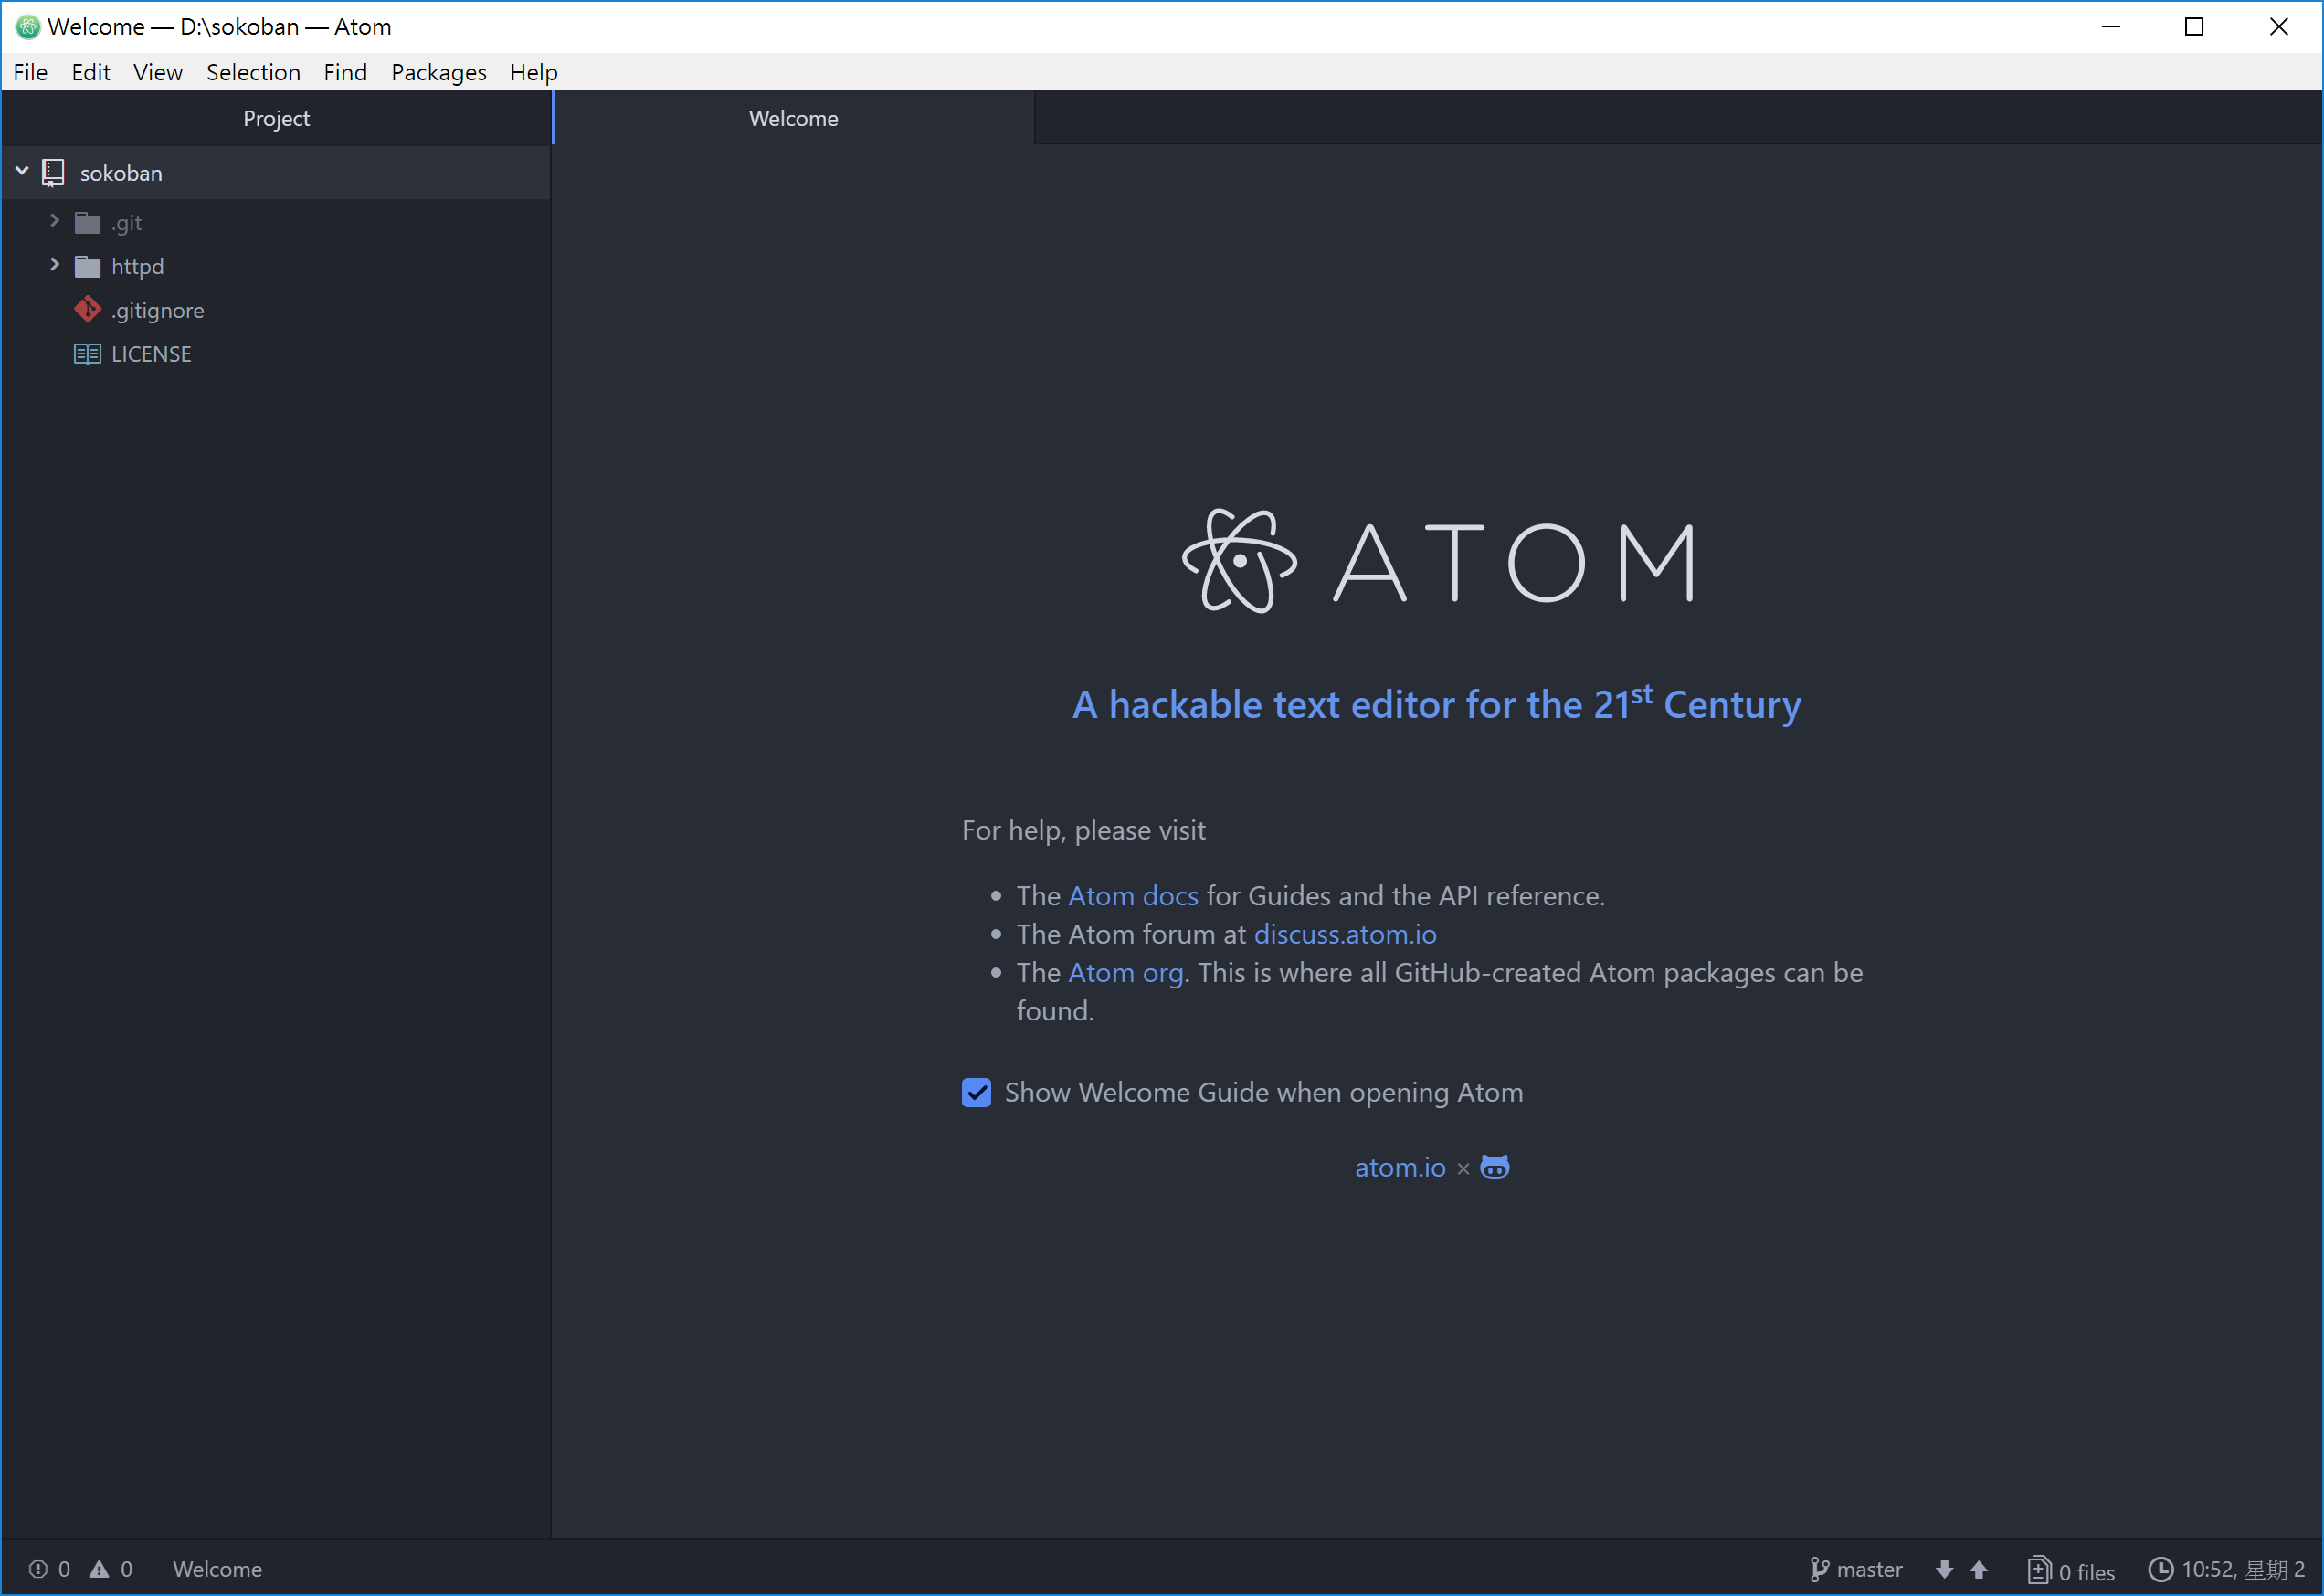 Welcome — D:\sokoban — Atom
File Edit View Selection Find Packages Help
Project
Welcome
sokoban
.git
httpd
.gitignore
LICENSE
ATOM
A hackable text editor for the 21st Century
For help, please visit
The Atom docs for Guides and the API reference.
The Atom forum at discuss.atom.io
The Atom org. This is where all GitHub-created Atom packages can be
found.
Show Welcome Guide when opening Atom
atom.io ×
0 0 Welcome
master 0 files 10:52, 星期 2